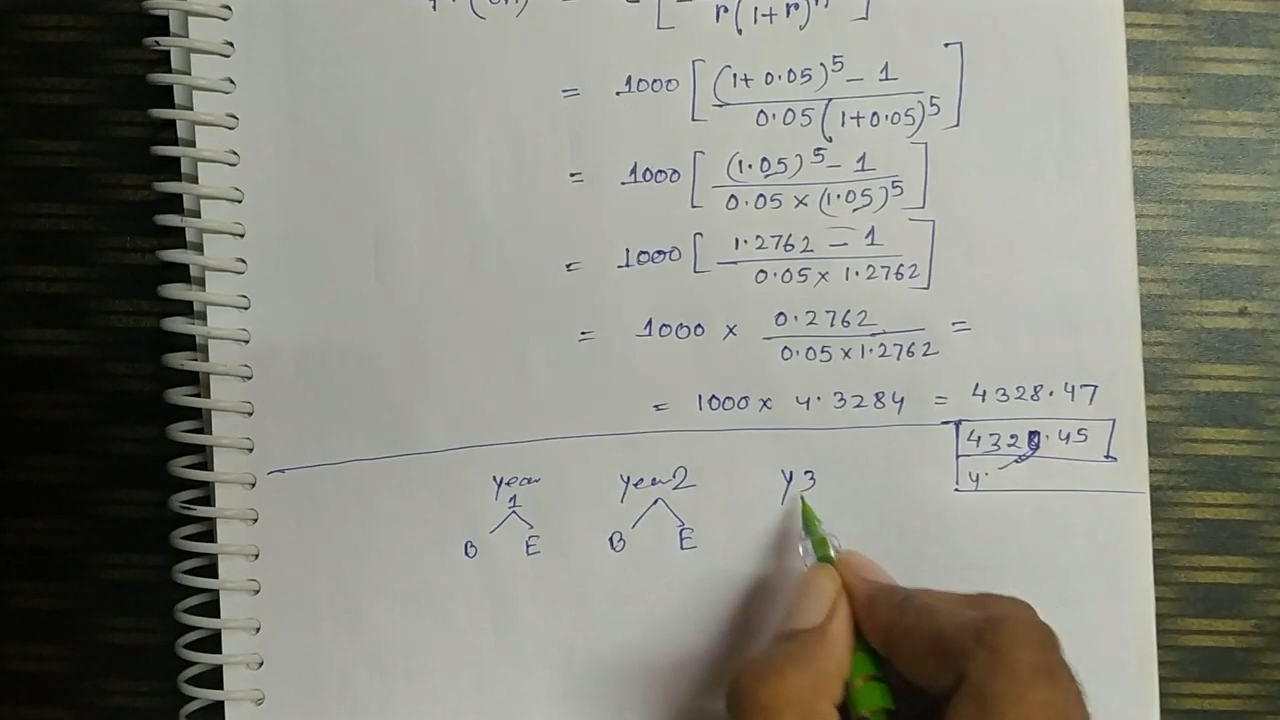 r(1+r)
= 1000 [ (1+0.05)^5 - 1 / 0.05(1+0.05)^5 ]
= 1000 [ (1.05)^5 - 1 / 0.05 × (1.05)^5 ]
= 1000 [ 1.2762 - 1 / 0.05 × 1.2762 ]
= 1000 × 0.2762 / 0.05 × 1.2762 =
= 1000 × 4.3284 = 4328.47
4328.45
4.
year 1 year 2 y3
B E B E